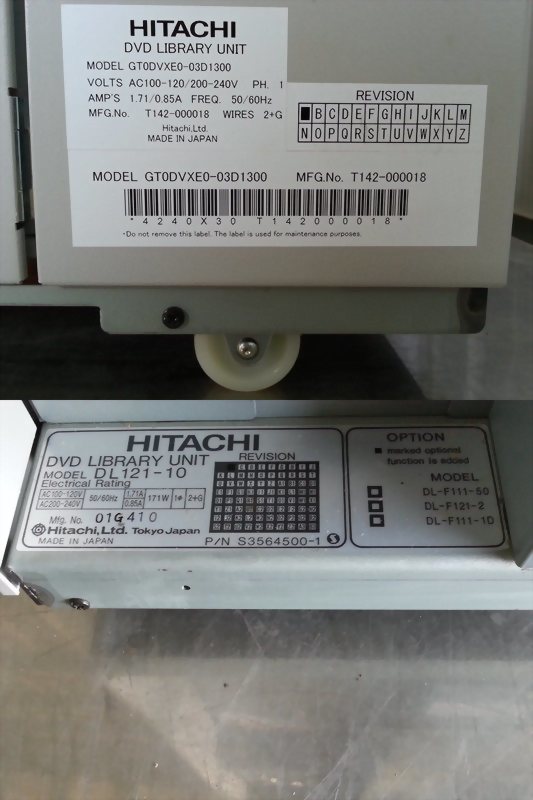 HITACHI
DVD LIBRARY UNIT
MODEL GT0DVXE0-03D1300
VOLTS AC100-120/200-240V PH. 1
AMP'S 1.71/0.85A FREQ. 50/60Hz
MFG.No. T142-000018 WIRES 2+G
Hitachi,Ltd.
MADE IN JAPAN
REVISION
B C D E F G H I J K L M
N O P Q R S T U V W X Y Z
MODEL GT0DVXE0-03D1300 MFG.No. T142-000018
*4240X30 T142000018*
・Do not remove this label. The label is used for maintenance purposes.
HITACHI
DVD LIBRARY UNIT
MODEL DL121-10
Electrical Rating
AC100-120V 50/60Hz 1.71A 171W 1φ 2+G
AC200-240V 0.85A
Mfg. No. 01G410
Hitachi,Ltd. Tokyo Japan
MADE IN JAPAN
REVISION
P/N S3564500-1 S
OPTION
■ marked optional
function is added
MODEL
DL-F111-50
DL-F121-2
DL-F111-1D